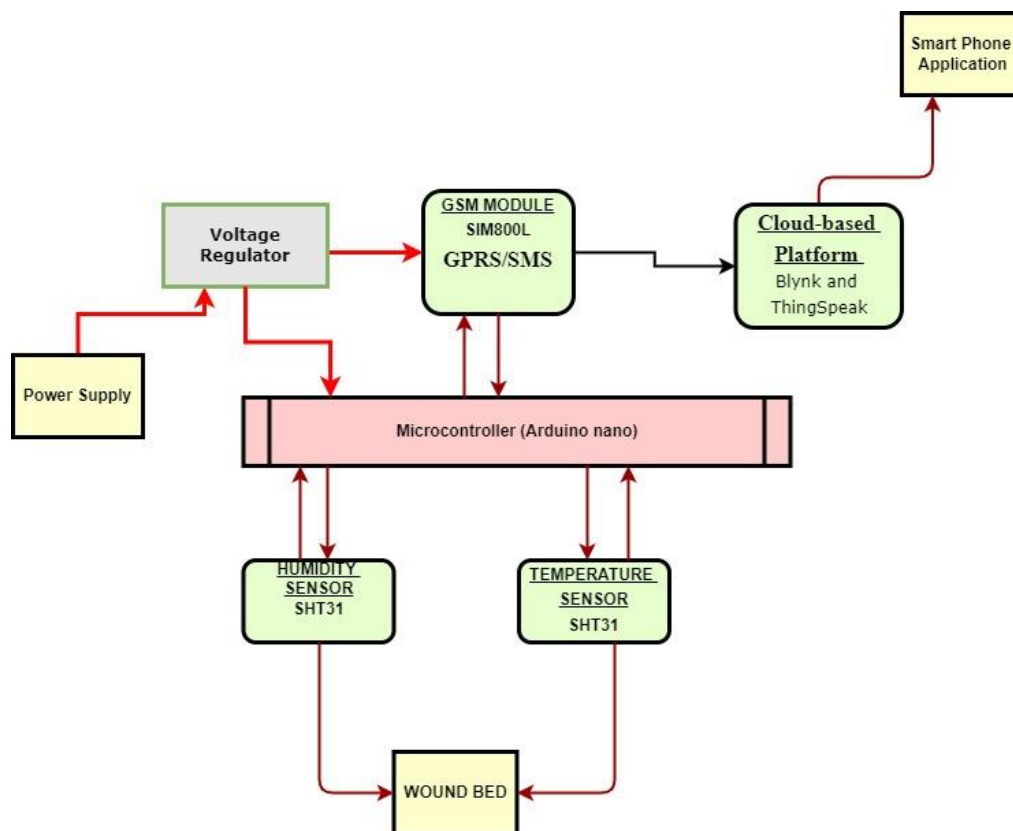 Smart Phone
Application
GSM MODULE
SIM800L
GPRS/SMS
Voltage
Regulator
Cloud-based
Platform
Blynk and
ThingSpeak
Power Supply
Microcontroller (Arduino nano)
HUMIDITY
SENSOR
SHT31
TEMPERATURE
SENSOR
SHT31
WOUND BED